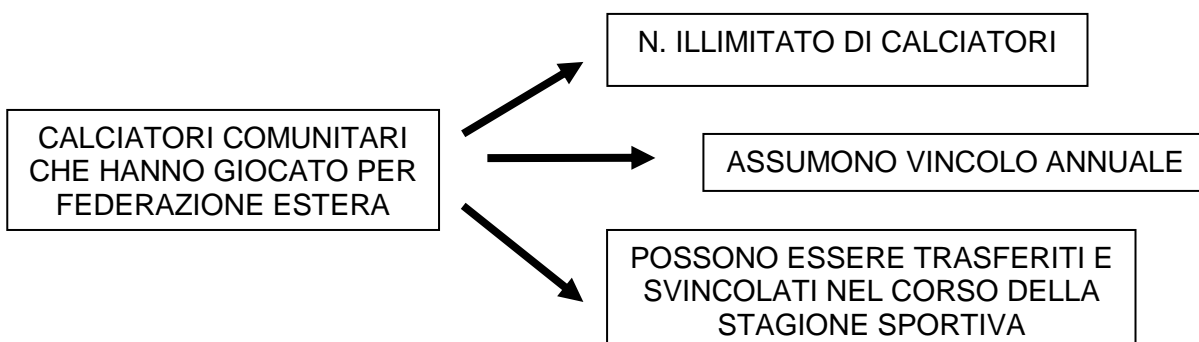 CALCIATORI COMUNITARI
CHE HANNO GIOCATO PER
FEDERAZIONE ESTERA
N. ILLIMITATO DI CALCIATORI
ASSUMONO VINCOLO ANNUALE
POSSONO ESSERE TRASFERITI E
SVINCOLATI NEL CORSO DELLA
STAGIONE SPORTIVA